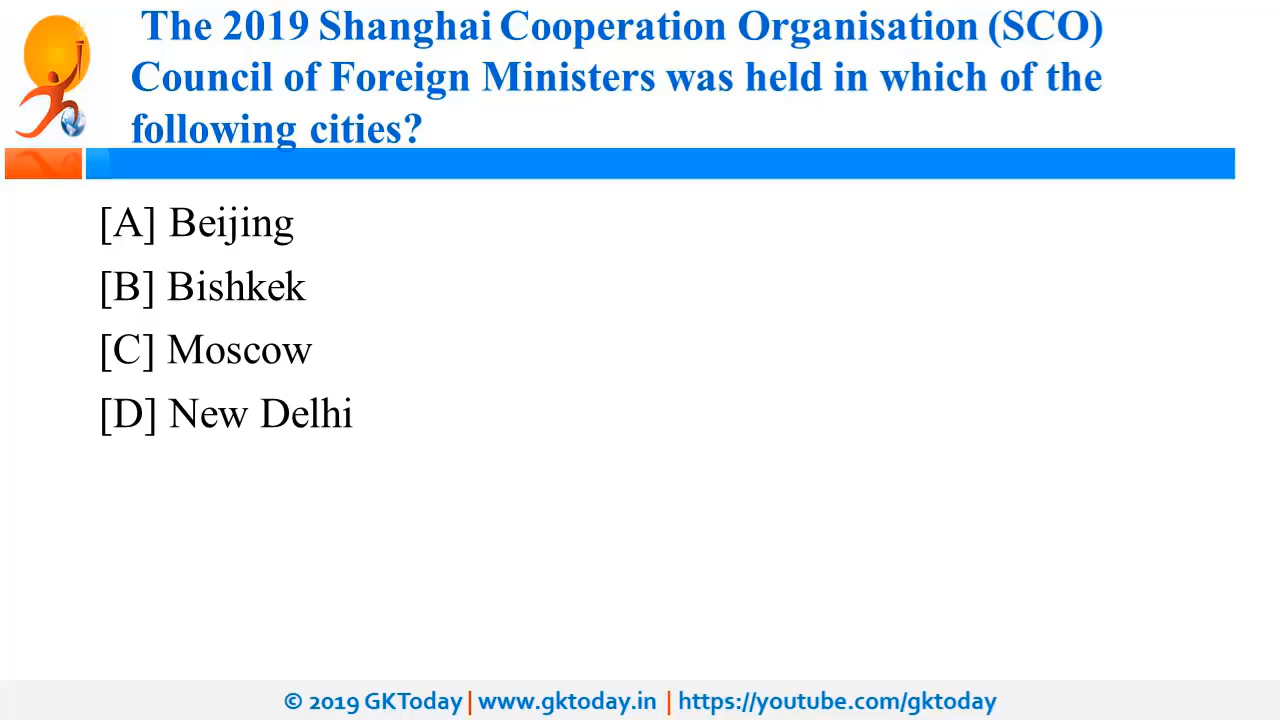 The 2019 Shanghai Cooperation Organisation (SCO)
Council of Foreign Ministers was held in which of the
following cities?
[A] Beijing
[B] Bishkek
[C] Moscow
[D] New Delhi
© 2019 GKToday | www.gktoday.in | https://youtube.com/gktoday